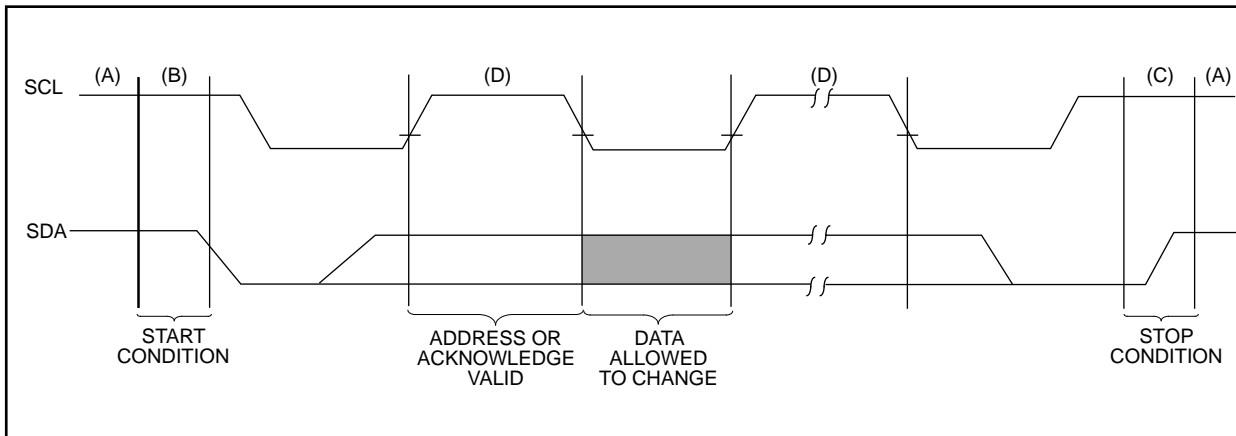 (A) (B) (D) (D) (C) (A)
SCL
SDA
START
CONDITION
ADDRESS OR
ACKNOWLEDGE
VALID
DATA
ALLOWED
TO CHANGE
STOP
CONDITION